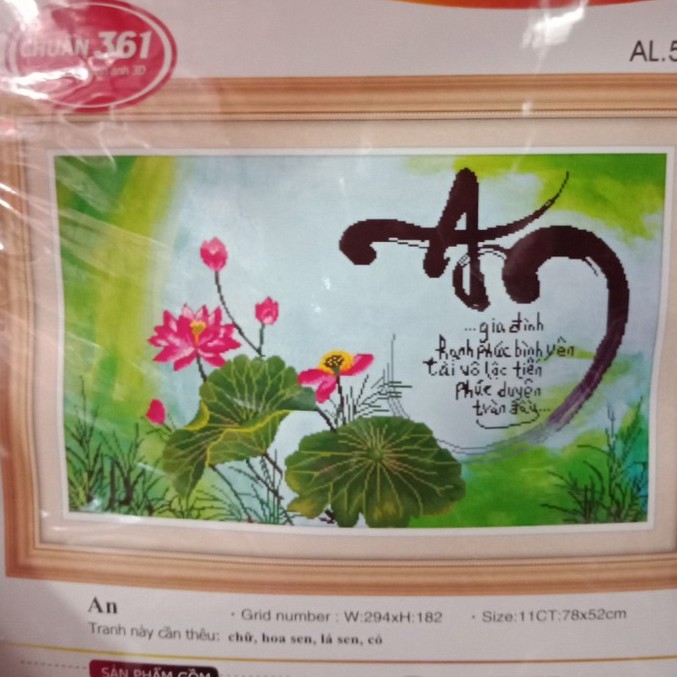 CHUẨN 361
ảnh 3D
AL.5
An
...gia đình
hạnh phúc bình yên
tài vô lộc tiến
phúc duyên
tràn đầy...
An
· Grid number : W:294xH:182 · Size:11CT:78x52cm
Tranh này cần thêu: chữ, hoa sen, lá sen, cỏ
SẢN PHẨM GỒM